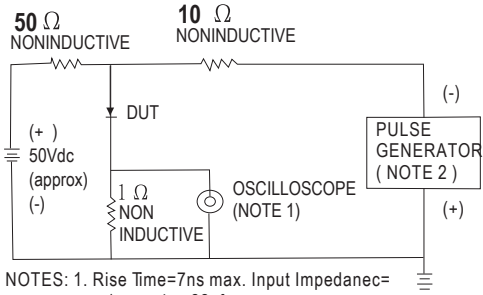 50 Ω
NONINDUCTIVE
10 Ω
NONINDUCTIVE
(+ )
50Vdc
(approx)
(-)
DUT
1 Ω
NON
INDUCTIVE
OSCILLOSCOPE
(NOTE 1)
(-)
PULSE
GENERATOR
( NOTE 2 )
(+)
NOTES: 1. Rise Time=7ns max. Input Impedanec=